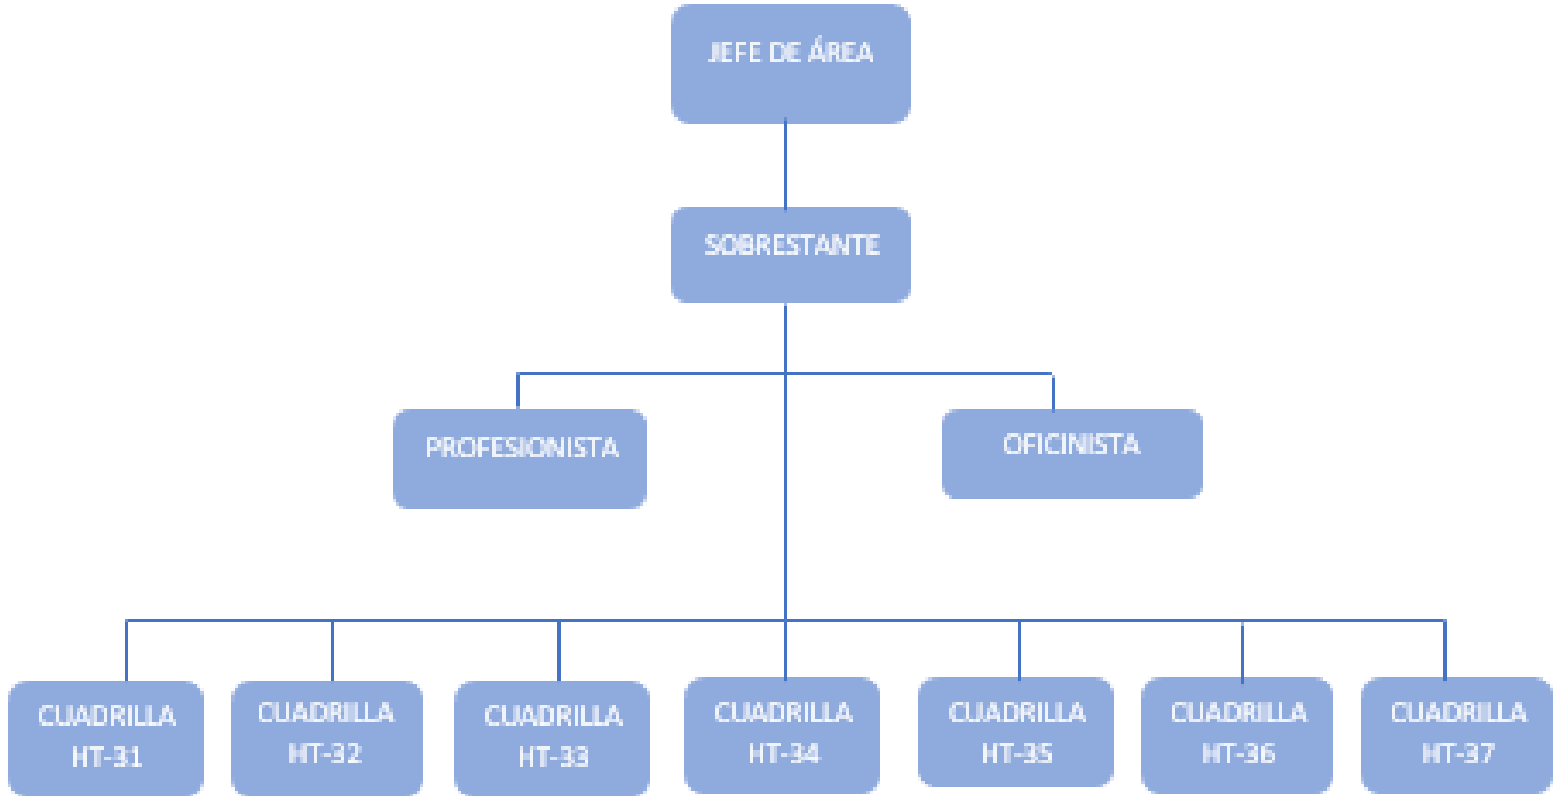 JEFE DE ÁREA
SOBRESTANTE
PROFESIONISTA
OFICINISTA
CUADRILLA
HT-31
CUADRILLA
HT-32
CUADRILLA
HT-33
CUADRILLA
HT-34
CUADRILLA
HT-35
CUADRILLA
HT-36
CUADRILLA
HT-37